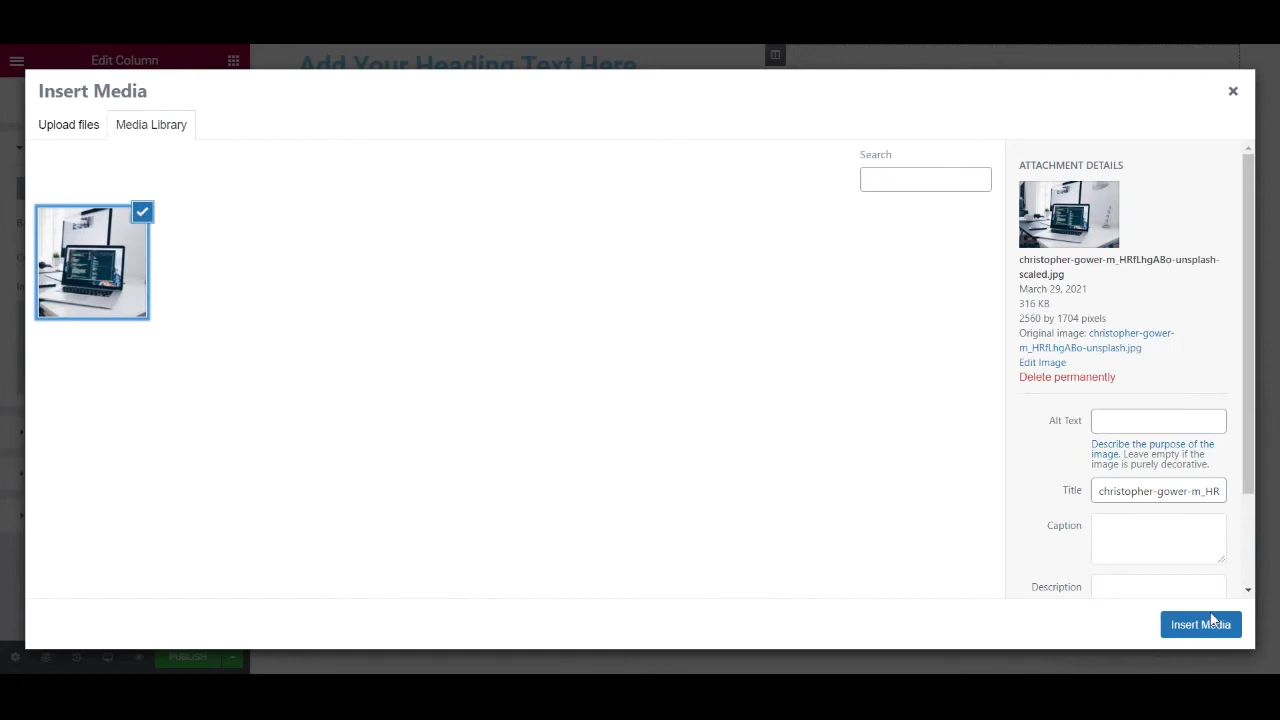 Edit Column
Add Your Heading Text Here
Insert Media
Upload files
Media Library
Search
ATTACHMENT DETAILS
christopher-gower-m_HRfLhgABo-unsplash-
scaled.jpg
March 29, 2021
316 KB
2560 by 1704 pixels
Original image: christopher-gower-
m_HRfLhgABo-unsplash.jpg
Edit Image
Delete permanently
Alt Text
Describe the purpose of the
image. Leave empty if the
image is purely decorative.
Title
christopher-gower-m_HR
Caption
Description
Insert Media
PUBLISH